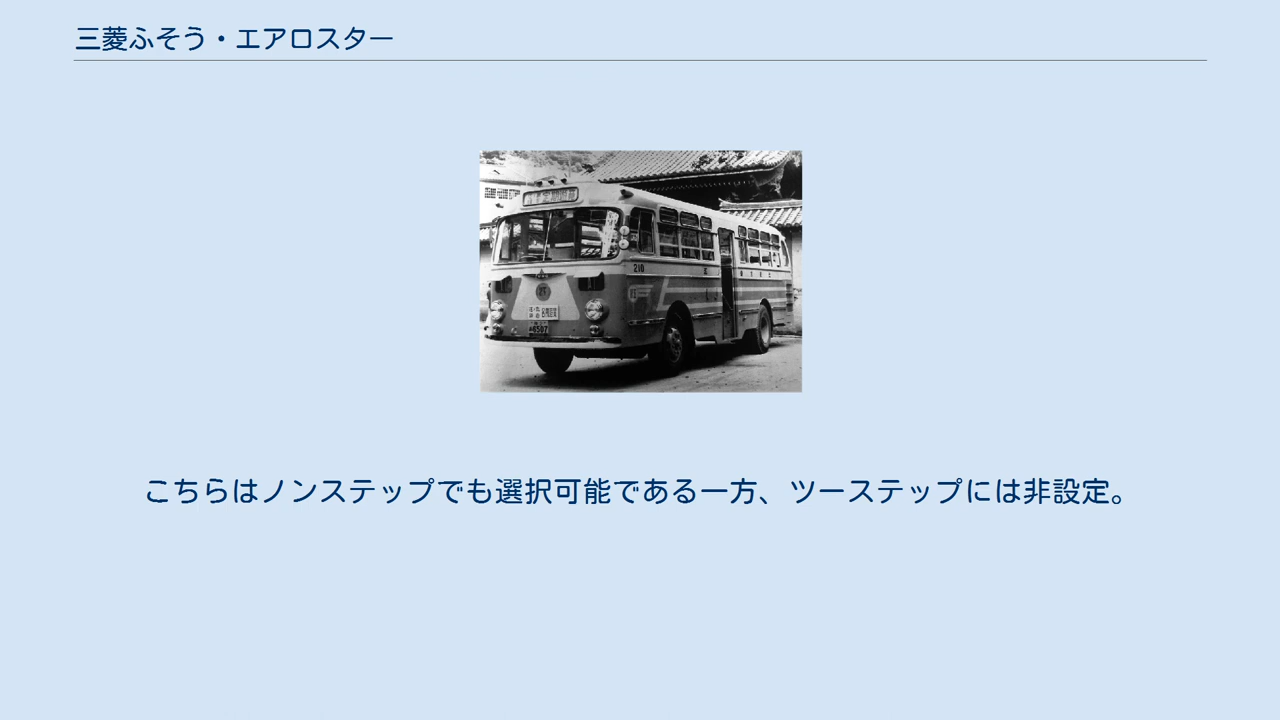 三菱ふそう・エアロスター
210
6507
こちらはノンステップでも選択可能である一方、ツーステップには非設定。